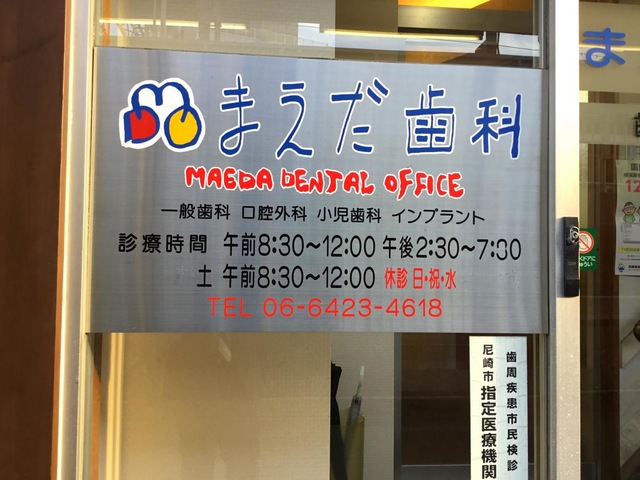 まえだ歯科
MAEDA DENTAL OFFICE
一般歯科 口腔外科 小児歯科 インプラント
診療時間 午前8:30～12:00 午後2:30～7:30
土 午前8:30～12:00 休診 日・祝・水
TEL 06-6423-4618
ま
歯周疾患市民検診
尼崎市 指定医療機関